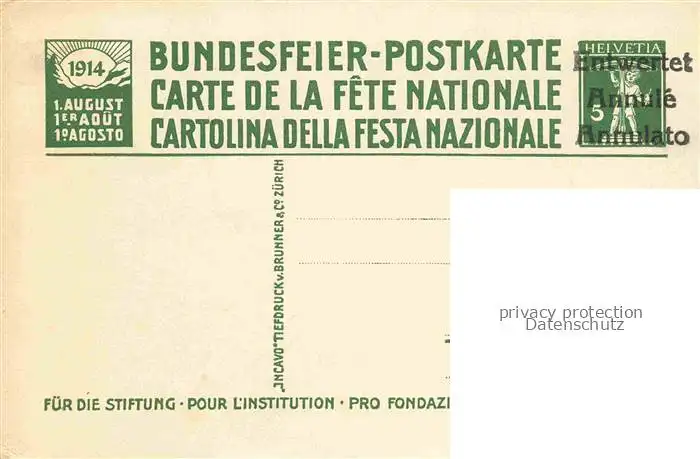 1914
1. AUGUST
1ER AOÛT
1º AGOSTO
BUNDESFEIER-POSTKARTE
CARTE DE LA FÊTE NATIONALE
CARTOLINA DELLA FESTA NAZIONALE
HELVETIA
5
Entwertet
Annulé
Annulato
„INCAVO" TIEFDRUCK v. BRUNNER & Cº ZÜRICH
privacy protection
Datenschutz
FÜR DIE STIFTUNG · POUR L'INSTITUTION · PRO FONDAZI